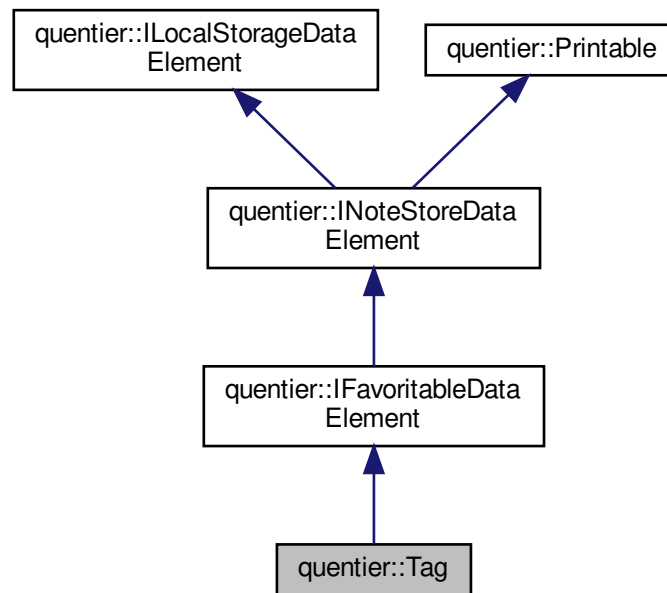 quentier::ILocalStorageData
Element
quentier::Printable
quentier::INoteStoreData
Element
quentier::IFavoritableData
Element
quentier::Tag